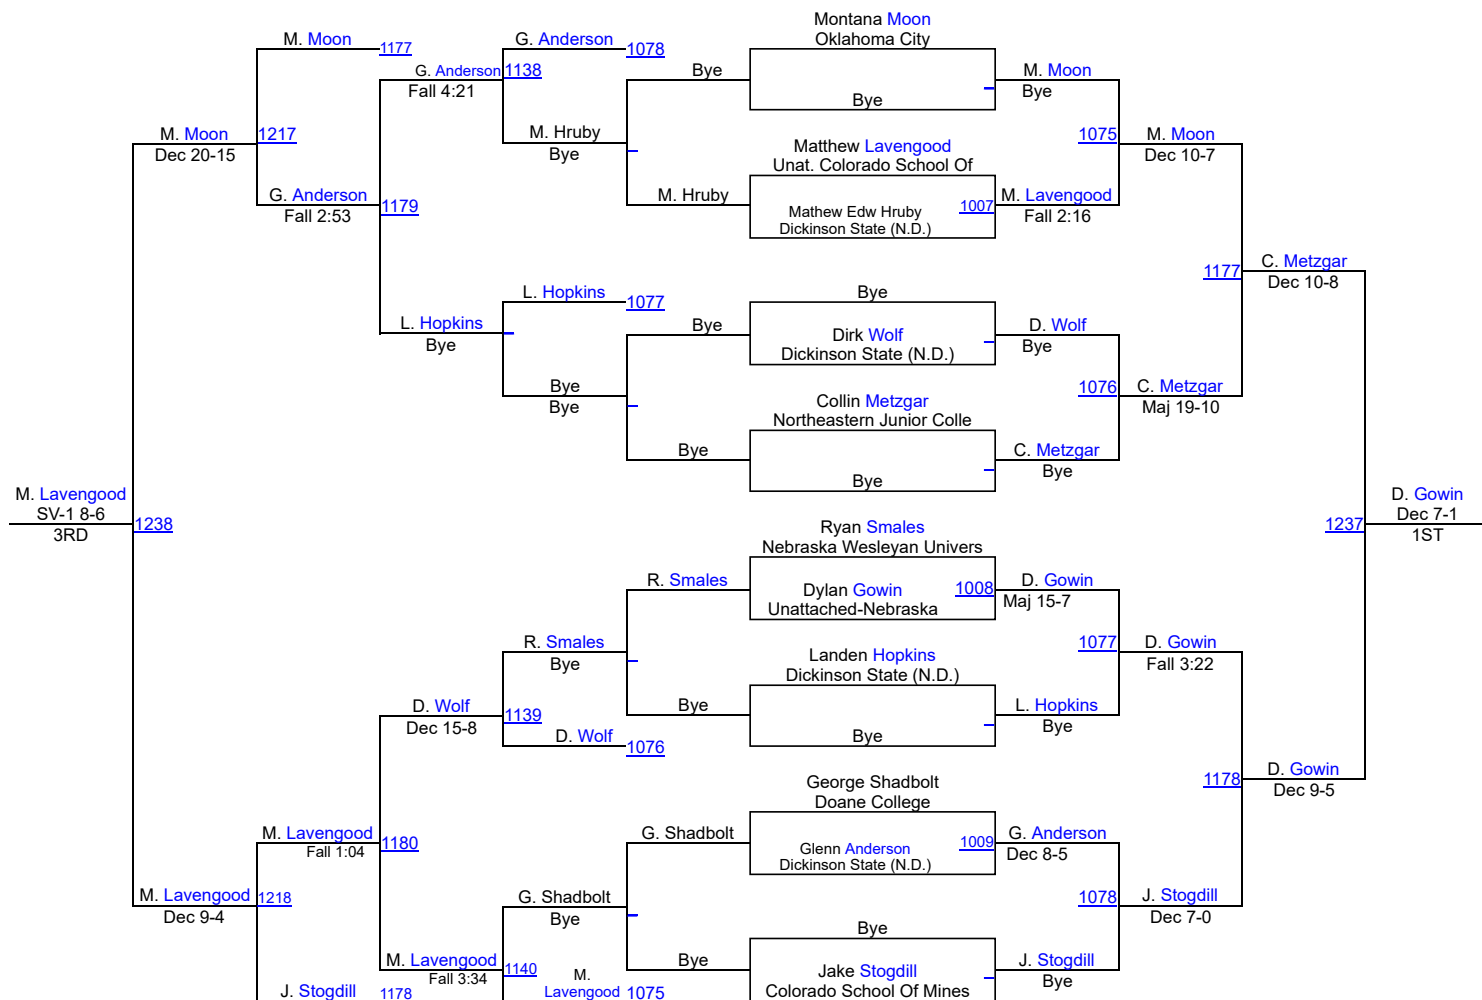 Montana Moon
M. Moon
G. Anderson
Oklahoma City
1177
1078
G. Anderson
1138
Bye
M. Moon
Fall 4:21
Bye
Bye
M. Moon
1217
M. Hruby
1075
M. Moon
Dec 20-15
Bye
Matthew Lavengood
Dec 10-7
Unat. Colorado School Of
G. Anderson
M. Hruby
M. Lavengood
1179
Mathew Edw Hruby
1007
Fall 2:53
Dickinson State (N.D.)
Fall 2:16
C. Metzgar
1177
Dec 10-8
L. Hopkins
1077
Bye
L. Hopkins
Bye
Dirk Wolf
D. Wolf
Bye
Dickinson State (N.D.)
Bye
Bye
1076
C. Metzgar
Bye
Collin Metzgar
Maj 19-10
Northeastern Junior Colle
Bye
C. Metzgar
Bye
Bye
M. Lavengood
D. Gowin
SV-1 8-6
1238
1237
Dec 7-1
3RD
1ST
Ryan Smales
Nebraska Wesleyan Univers
R. Smales
Dylan Gowin
1008
D. Gowin
Unattached-Nebraska
Maj 15-7
R. Smales
1077
D. Gowin
Bye
Landen Hopkins
Fall 3:22
Dickinson State (N.D.)
D. Wolf
1139
Bye
L. Hopkins
Dec 15-8
Bye
Bye
D. Wolf
1076
D. Gowin
1178
Dec 9-5
George Shadbolt
Doane College
M. Lavengood
1180
G. Shadbolt
Glenn Anderson
1009
G. Anderson
Fall 1:04
Dickinson State (N.D.)
Dec 8-5
M. Lavengood
1218
G. Shadbolt
1078
J. Stogdill
Dec 9-4
Bye
Dec 7-0
Bye
M. Lavengood
1140
Bye
J. Stogdill
Fall 3:34
M.
Jake Stogdill
Bye
J. Stogdill
1178
Lavengood
1075
Colorado School Of Mines